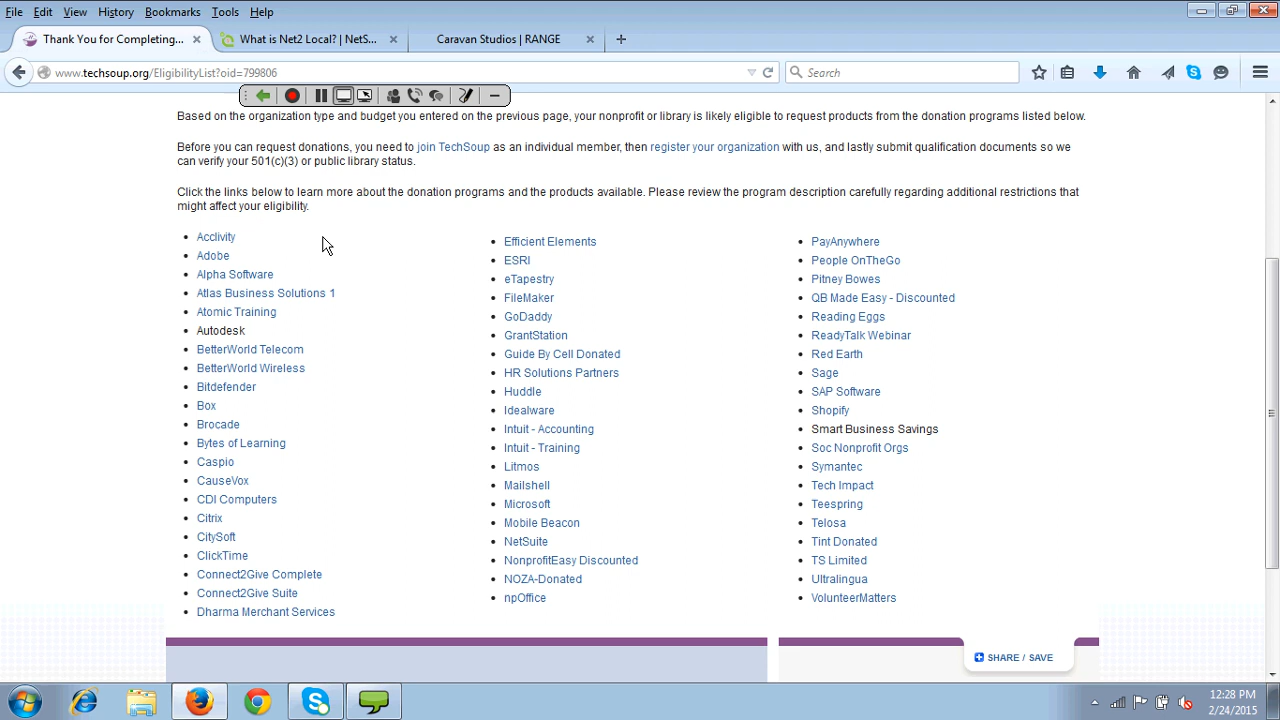 File Edit View History Bookmarks Tools Help
Thank You for Completing,... × What is Net2 Local? | NetS... × Caravan Studios | RANGE × +
www.techsoup.org/EligibilityList?oid=799806 Search
Based on the organization type and budget you entered on the previous page, your nonprofit or library is likely eligible to request products from the donation programs listed below.
Before you can request donations, you need to join TechSoup as an individual member, then register your organization with us, and lastly submit qualification documents so we
can verify your 501(c)(3) or public library status.
Click the links below to learn more about the donation programs and the products available. Please review the program description carefully regarding additional restrictions that
might affect your eligibility.
• Acclivity
• Adobe
• Alpha Software
• Atlas Business Solutions 1
• Atomic Training
• Autodesk
• BetterWorld Telecom
• BetterWorld Wireless
• Bitdefender
• Box
• Brocade
• Bytes of Learning
• Caspio
• CauseVox
• CDI Computers
• Citrix
• CitySoft
• ClickTime
• Connect2Give Complete
• Connect2Give Suite
• Dharma Merchant Services
• Efficient Elements
• ESRI
• eTapestry
• FileMaker
• GoDaddy
• GrantStation
• Guide By Cell Donated
• HR Solutions Partners
• Huddle
• Idealware
• Intuit - Accounting
• Intuit - Training
• Litmos
• Mailshell
• Microsoft
• Mobile Beacon
• NetSuite
• NonprofitEasy Discounted
• NOZA-Donated
• npOffice
• PayAnywhere
• People OnTheGo
• Pitney Bowes
• QB Made Easy - Discounted
• Reading Eggs
• ReadyTalk Webinar
• Red Earth
• Sage
• SAP Software
• Shopify
• Smart Business Savings
• Soc Nonprofit Orgs
• Symantec
• Tech Impact
• Teespring
• Telosa
• Tint Donated
• TS Limited
• Ultralingua
• VolunteerMatters
SHARE / SAVE
12:28 PM
2/24/2015